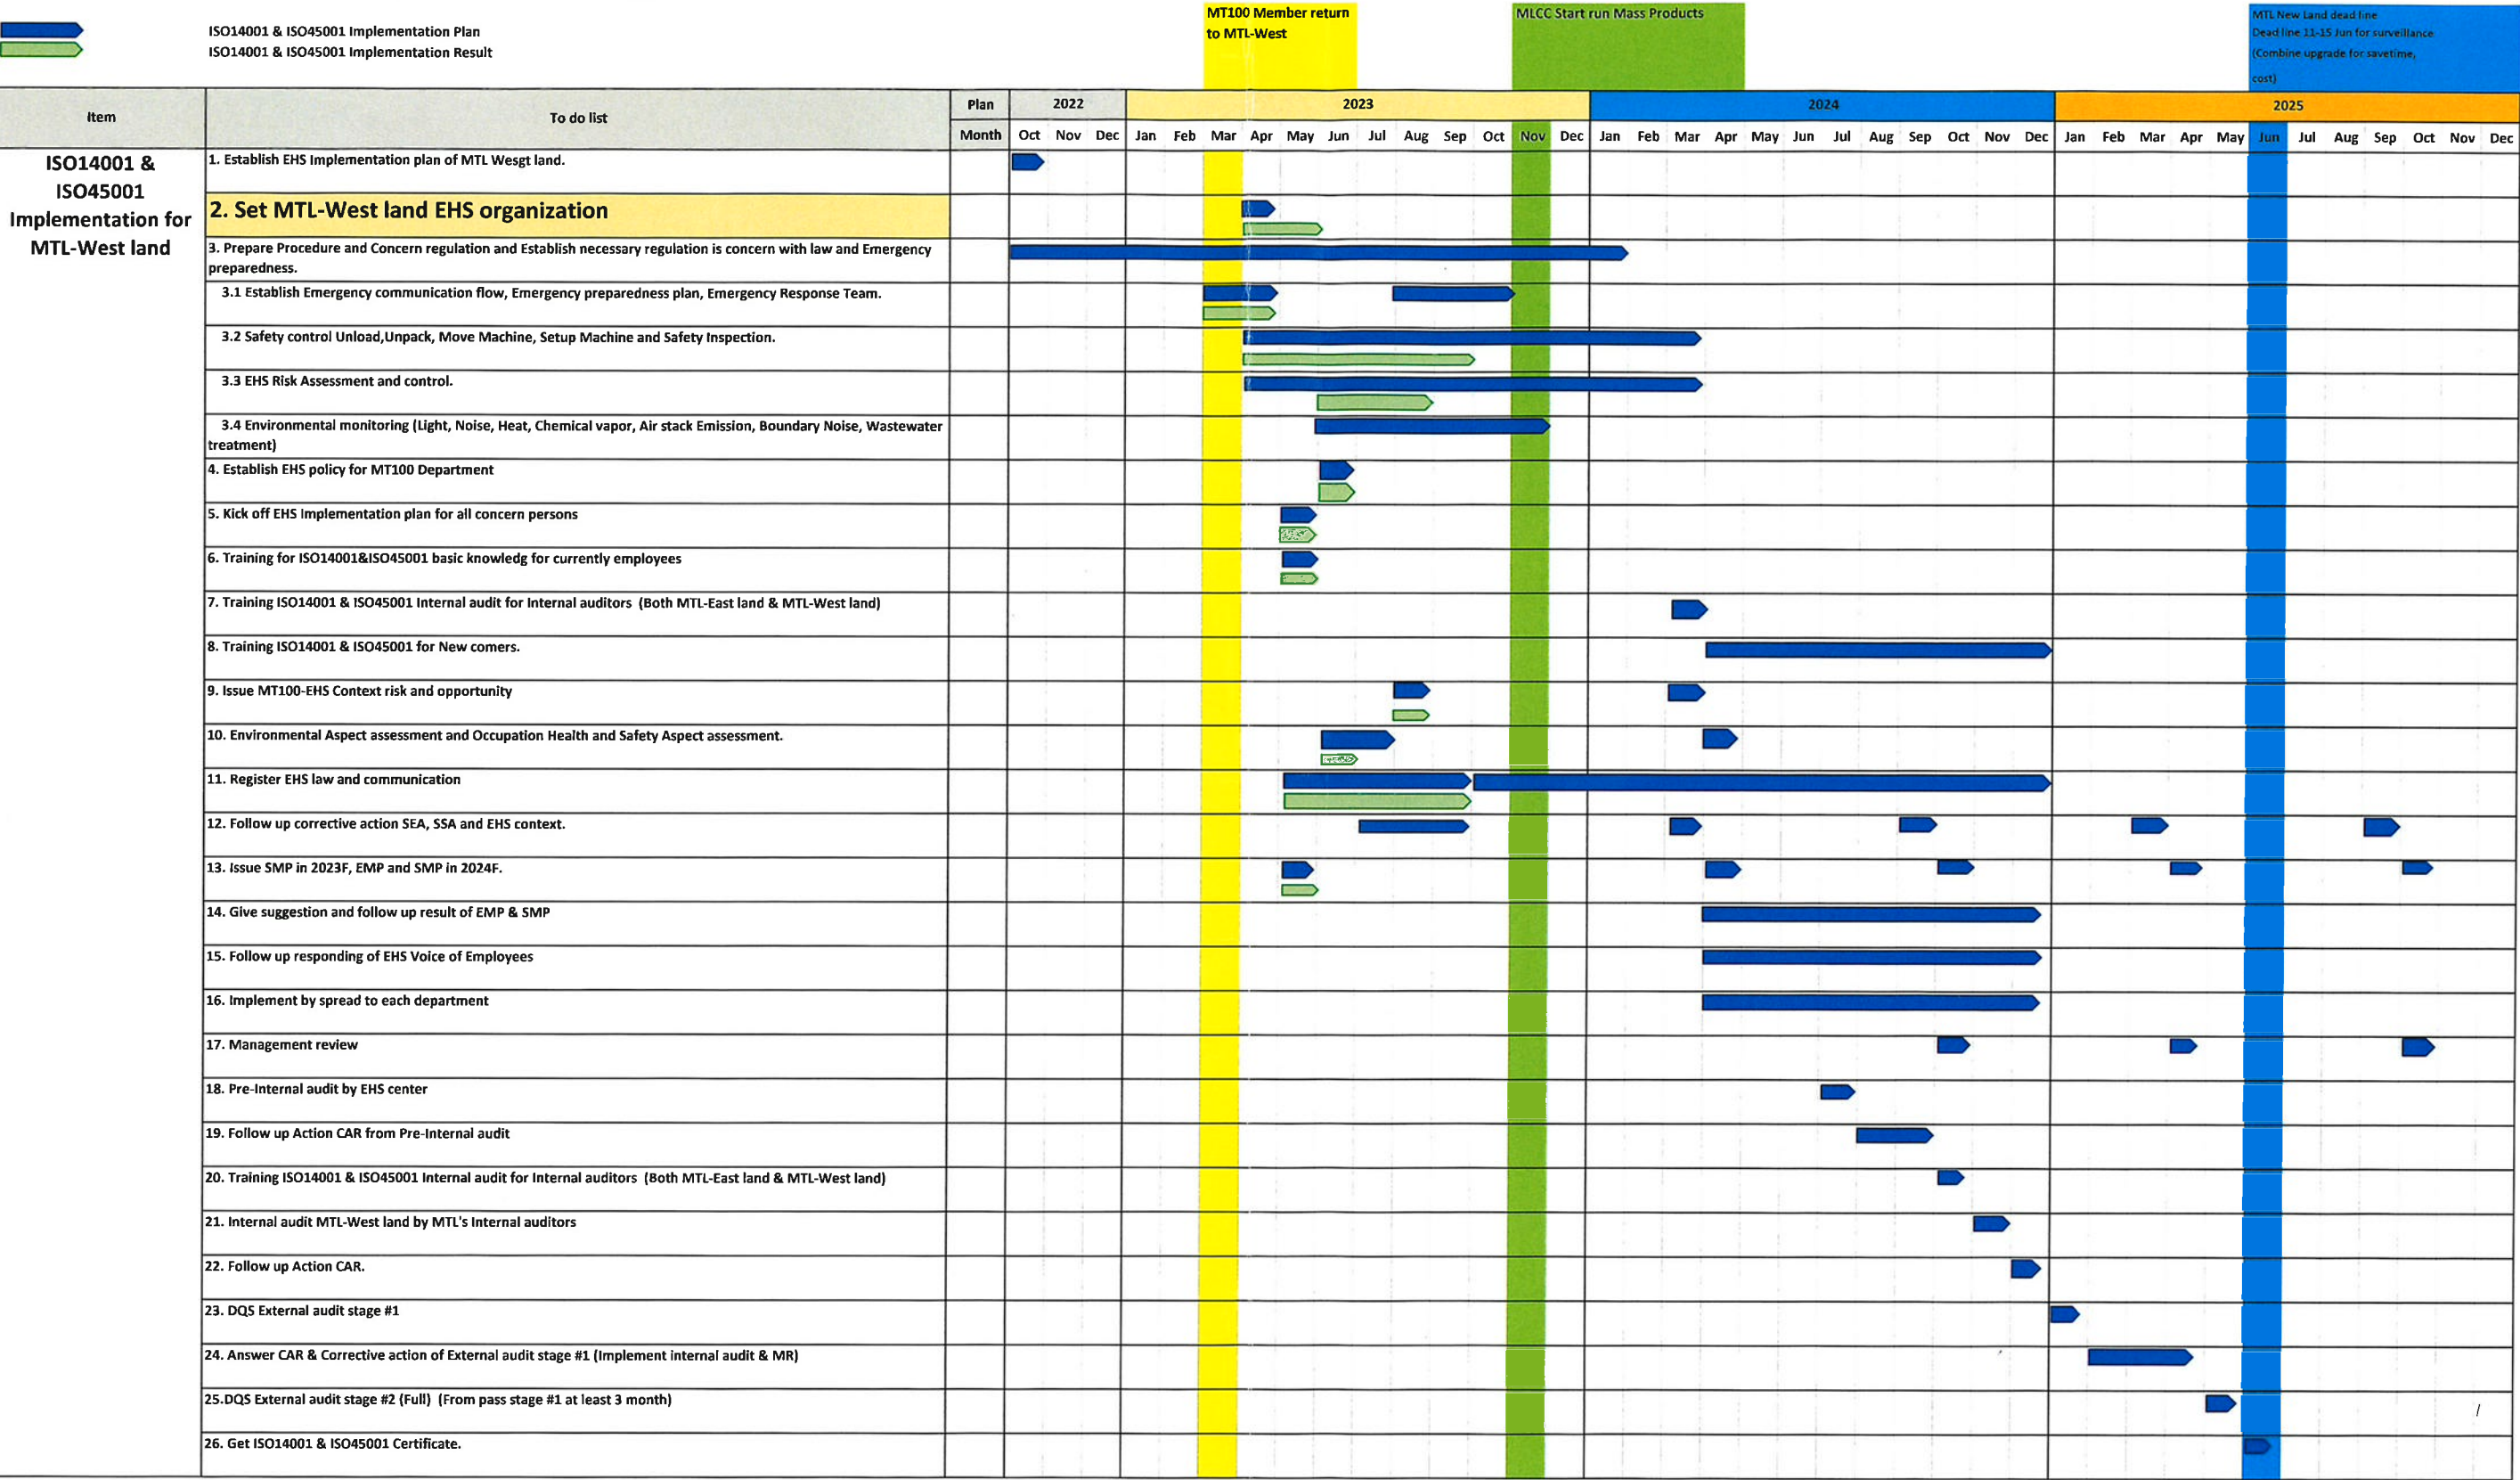 MT100 Member return
to MTL-West
MLCC Start run Mass Products
MTL New Land dead line
Dead line 11-15 Jun for surveillance
(Combine upgrade for savetime,
cost)
ISO14001 & ISO45001 Implementation Plan
ISO14001 & ISO45001 Implementation Result
Item To do list Plan 2022 2023 2024 2025
Month Oct Nov Dec Jan Feb Mar Apr May Jun Jul Aug Sep Oct Nov Dec Jan Feb Mar Apr May Jun Jul Aug Sep Oct Nov Dec Jan Feb Mar Apr May Jun Jul Aug Sep Oct Nov Dec
ISO14001 &
ISO45001
Implementation for
MTL-West land
1. Establish EHS Implementation plan of MTL Wesgt land.
2. Set MTL-West land EHS organization
3. Prepare Procedure and Concern regulation and Establish necessary regulation is concern with law and Emergency
preparedness.
3.1 Establish Emergency communication flow, Emergency preparedness plan, Emergency Response Team.
3.2 Safety control Unload,Unpack, Move Machine, Setup Machine and Safety Inspection.
3.3 EHS Risk Assessment and control.
3.4 Environmental monitoring (Light, Noise, Heat, Chemical vapor, Air stack Emission, Boundary Noise, Wastewater
treatment)
4. Establish EHS policy for MT100 Department
5. Kick off EHS Implementation plan for all concern persons
6. Training for ISO14001&ISO45001 basic knowledg for currently employees
7. Training ISO14001 & ISO45001 Internal audit for Internal auditors (Both MTL-East land & MTL-West land)
8. Training ISO14001 & ISO45001 for New comers.
9. Issue MT100-EHS Context risk and opportunity
10. Environmental Aspect assessment and Occupation Health and Safety Aspect assessment.
11. Register EHS law and communication
12. Follow up corrective action SEA, SSA and EHS context.
13. Issue SMP in 2023F, EMP and SMP in 2024F.
14. Give suggestion and follow up result of EMP & SMP
15. Follow up responding of EHS Voice of Employees
16. Implement by spread to each department
17. Management review
18. Pre-Internal audit by EHS center
19. Follow up Action CAR from Pre-Internal audit
20. Training ISO14001 & ISO45001 Internal audit for Internal auditors (Both MTL-East land & MTL-West land)
21. Internal audit MTL-West land by MTL's Internal auditors
22. Follow up Action CAR.
23. DQS External audit stage #1
24. Answer CAR & Corrective action of External audit stage #1 (Implement internal audit & MR)
25.DQS External audit stage #2 (Full) (From pass stage #1 at least 3 month)
26. Get ISO14001 & ISO45001 Certificate.